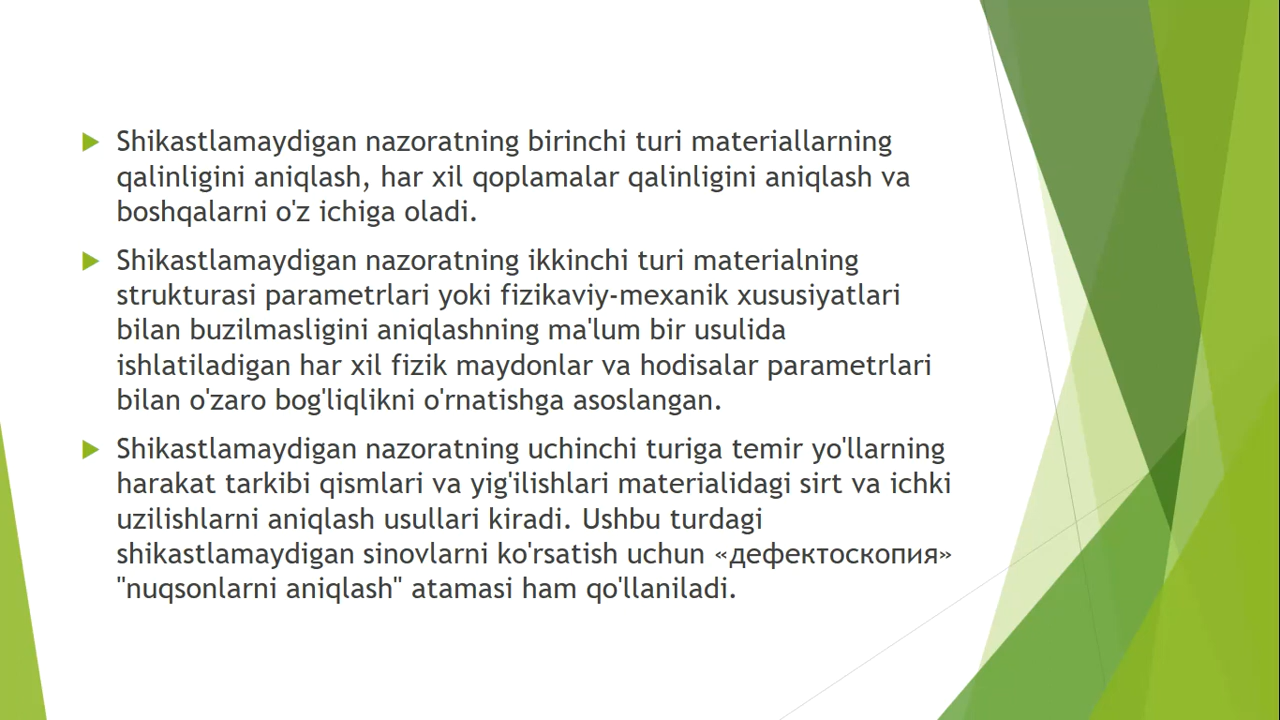 Shikastlamaydigan nazoratning birinchi turi materiallarning
qalinligini aniqlash, har xil qoplamalar qalinligini aniqlash va
boshqalarni o'z ichiga oladi.
Shikastlamaydigan nazoratning ikkinchi turi materialning
strukturasi parametrlari yoki fizikaviy-mexanik xususiyatlari
bilan buzilmasligini aniqlashning ma'lum bir usulida
ishlatiladigan har xil fizik maydonlar va hodisalar parametrlari
bilan o'zaro bog'liqlikni o'rnatishga asoslangan.
Shikastlamaydigan nazoratning uchinchi turiga temir yo'llarning
harakat tarkibi qismlari va yig'ilishlari materialidagi sirt va ichki
uzilishlarni aniqlash usullari kiradi. Ushbu turdagi
shikastlamaydigan sinovlarni ko'rsatish uchun «дефектоскопия»
"nuqsonlarni aniqlash" atamasi ham qo'llaniladi.